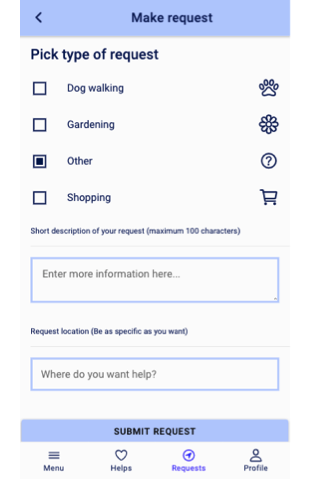 Make request
Pick type of request
Dog walking
Gardening
Other
Shopping
Short description of your request (maximum 100 characters)
Enter more information here...
Request location (Be as specific as you want)
Where do you want help?
SUBMIT REQUEST
Menu Helps Requests Profile